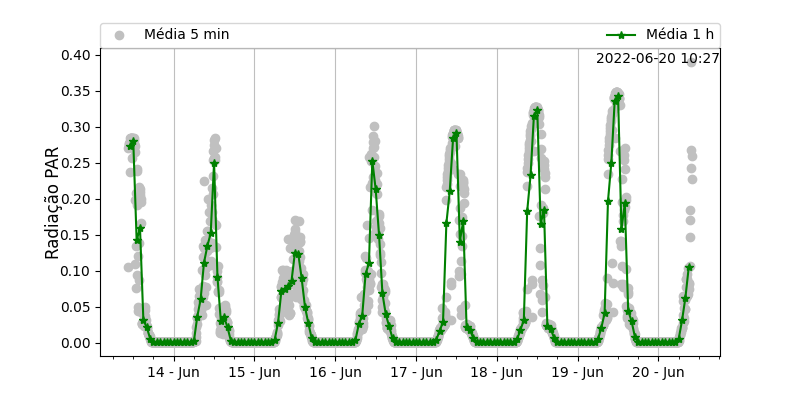 Média 5 min
Média 1 h
2022-06-20 10:27
Radiação PAR
0.40
0.35
0.30
0.25
0.20
0.15
0.10
0.05
0.00
14 - Jun
15 - Jun
16 - Jun
17 - Jun
18 - Jun
19 - Jun
20 - Jun